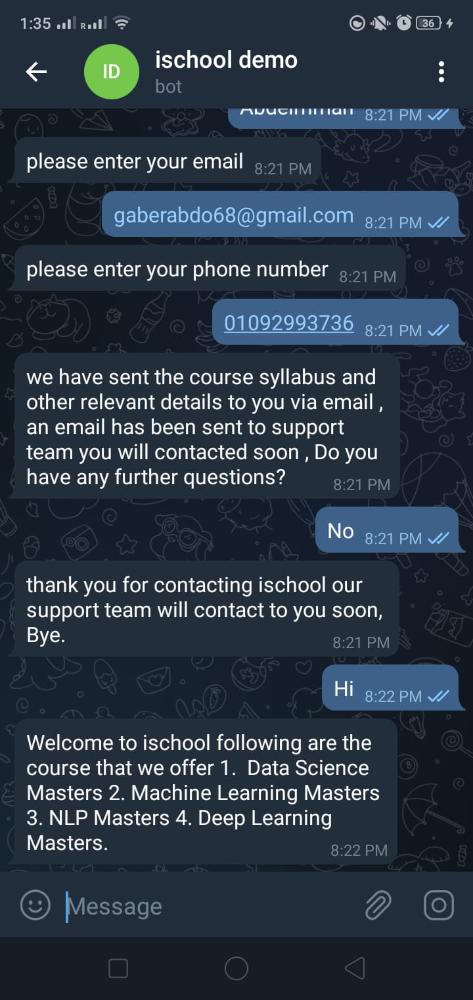 1:35
R
36
ID
ischool demo
bot
8:21 PM
please enter your email 8:21 PM
gaberabdo68@gmail.com 8:21 PM
please enter your phone number 8:21 PM
01092993736 8:21 PM
we have sent the course syllabus and
other relevant details to you via email ,
an email has been sent to support
team you will contacted soon , Do you
have any further questions? 8:21 PM
No 8:21 PM
thank you for contacting ischool our
support team will contact to you soon,
Bye. 8:21 PM
Hi 8:22 PM
Welcome to ischool following are the
course that we offer 1.  Data Science
Masters 2. Machine Learning Masters
3. NLP Masters 4. Deep Learning
Masters. 8:22 PM
Message